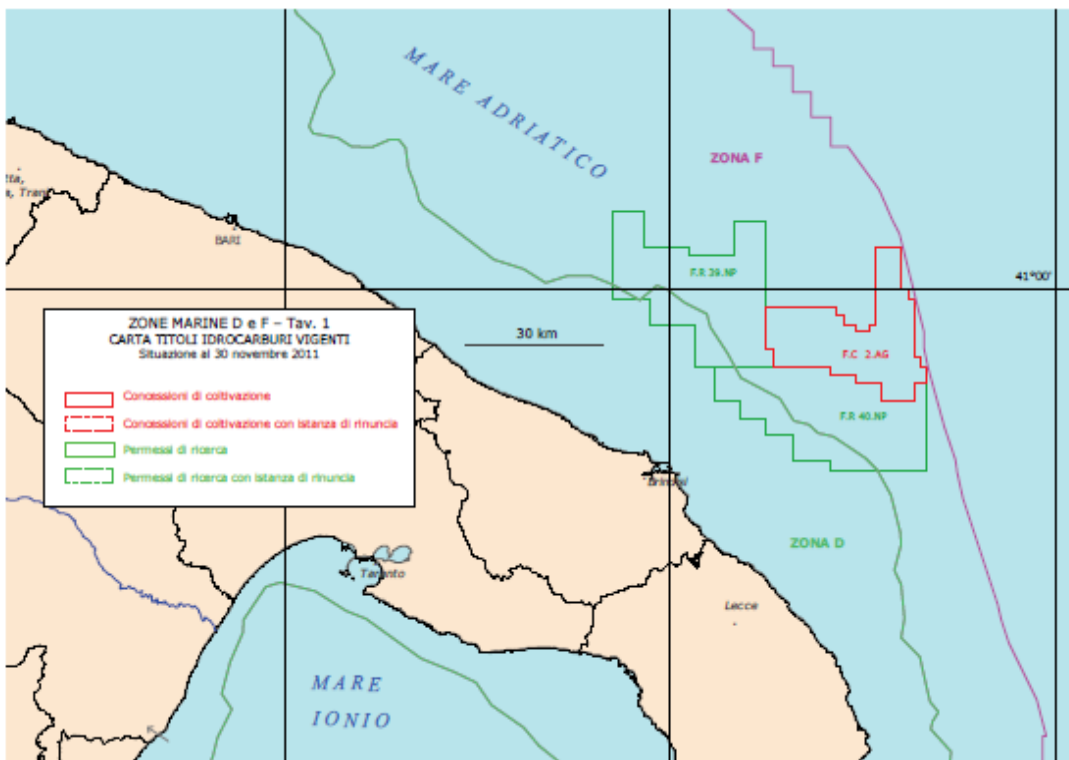 MARE ADRIATICO
ZONA F
BARI
F.R 39.NP
41°00'
ZONE MARINE D e F – Tav. 1
CARTA TITOLI IDROCARBURI VIGENTI
Situazione al 30 novembre 2011
30 km
F.C 2.AG
Concessioni di coltivazione
Concessioni di coltivazione con istanza di rinuncia
Permessi di ricerca
Permessi di ricerca con istanza di rinuncia
F.R 40.NP
Brindisi
ZONA D
Taranto
Lecce
MARE
IONIO